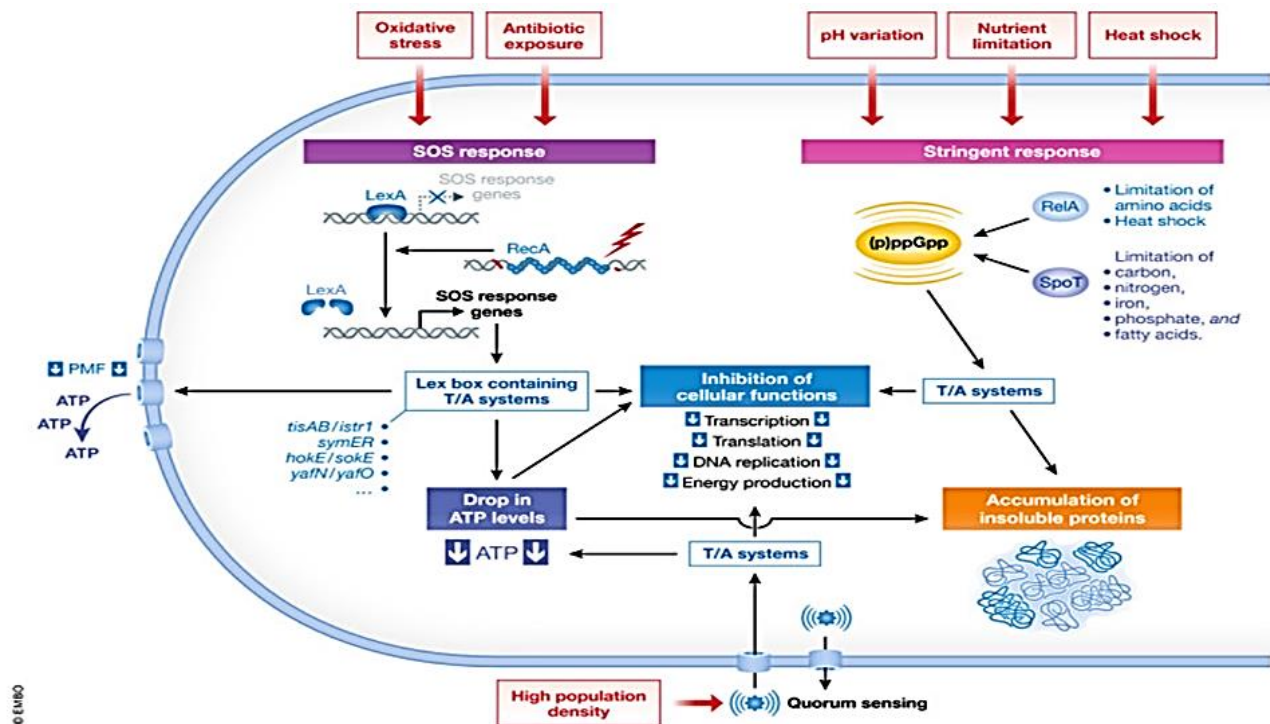 Oxidative
stress
Antibiotic
exposure
pH variation
Nutrient
limitation
Heat shock
SOS response
LexA
SOS response
genes
RecA
LexA
SOS response
genes
Stringent response
(p)ppGpp
RelA
• Limitation of
amino acids
• Heat shock
SpoT
Limitation of
• carbon,
• nitrogen,
• iron,
• phosphate, and
• fatty acids.
PMF
ATP
ATP
ATP
Lex box containing
T/A systems
tisAB/istr1 •
symER •
hokE/sokE •
yafN/yafO •
... •
Inhibition of
cellular functions
Transcription
Translation
DNA replication
Energy production
T/A systems
Drop in
ATP levels
ATP
T/A systems
Accumulation of
insoluble proteins
High population
density
Quorum sensing
© EMBO